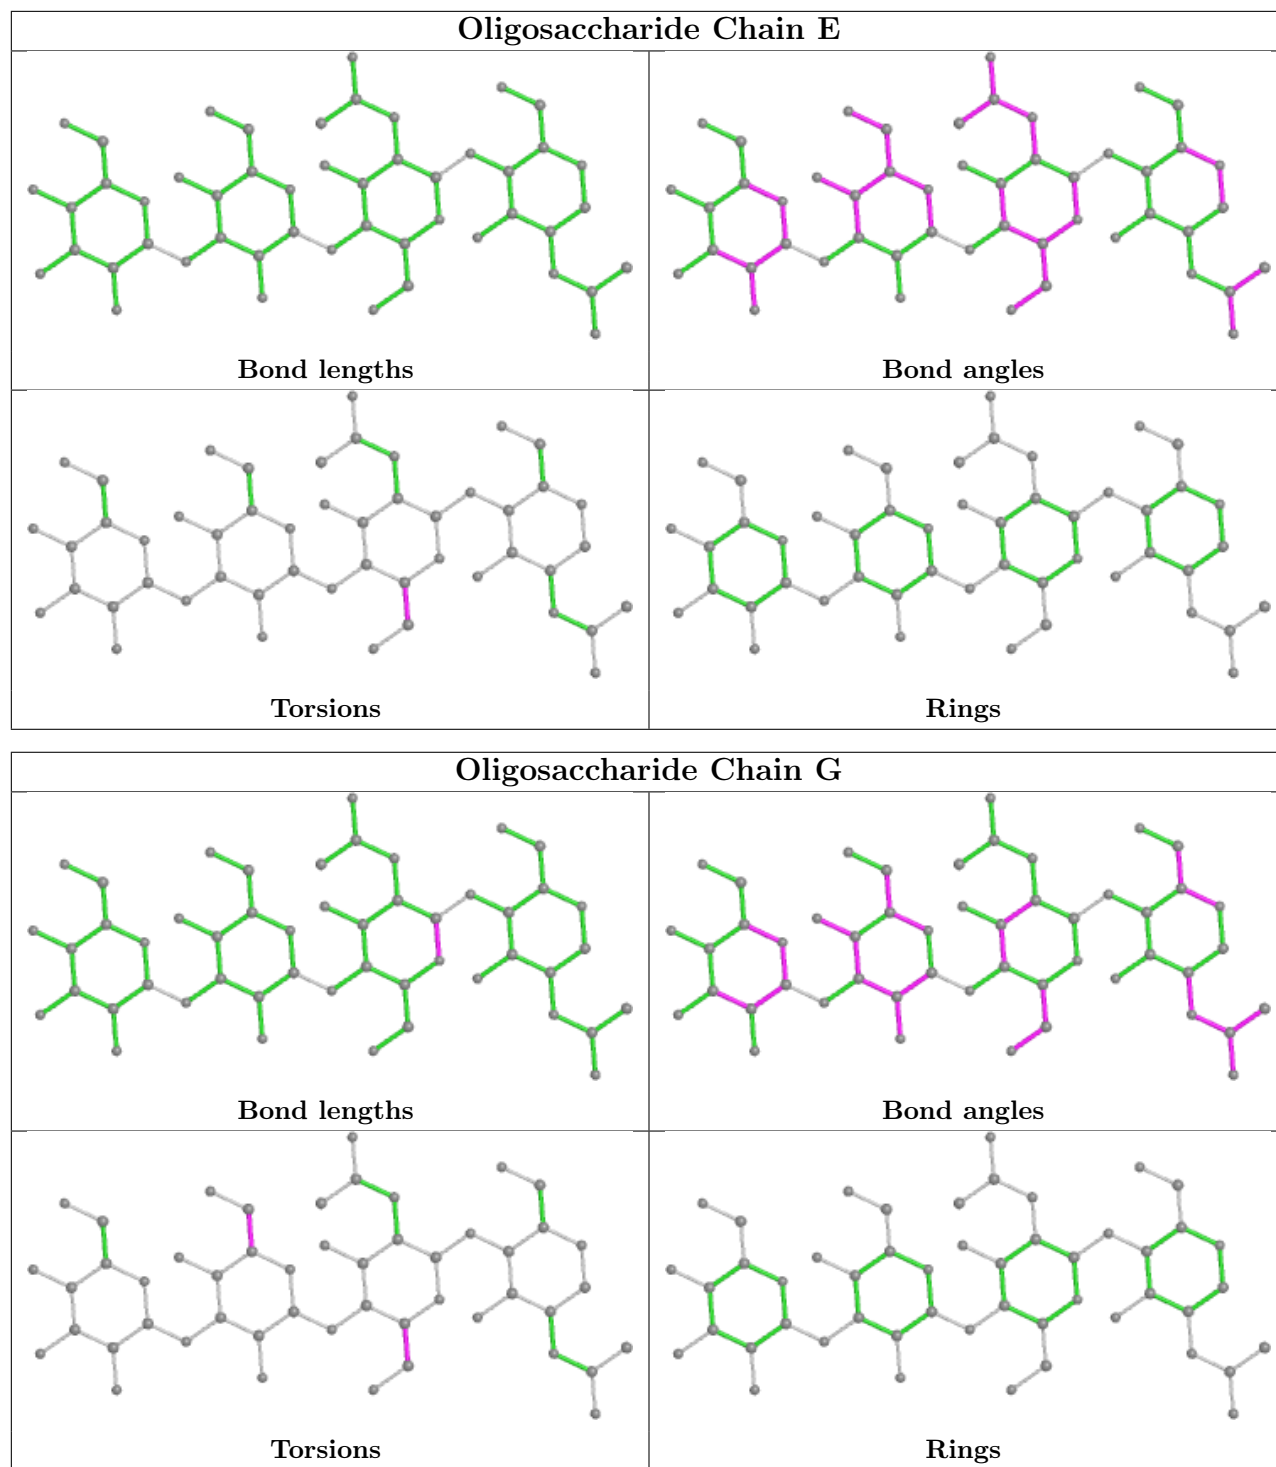 Oligosaccharide Chain E
Bond lengths
Bond angles
Torsions
Rings
Oligosaccharide Chain G
Bond lengths
Bond angles
Torsions
Rings